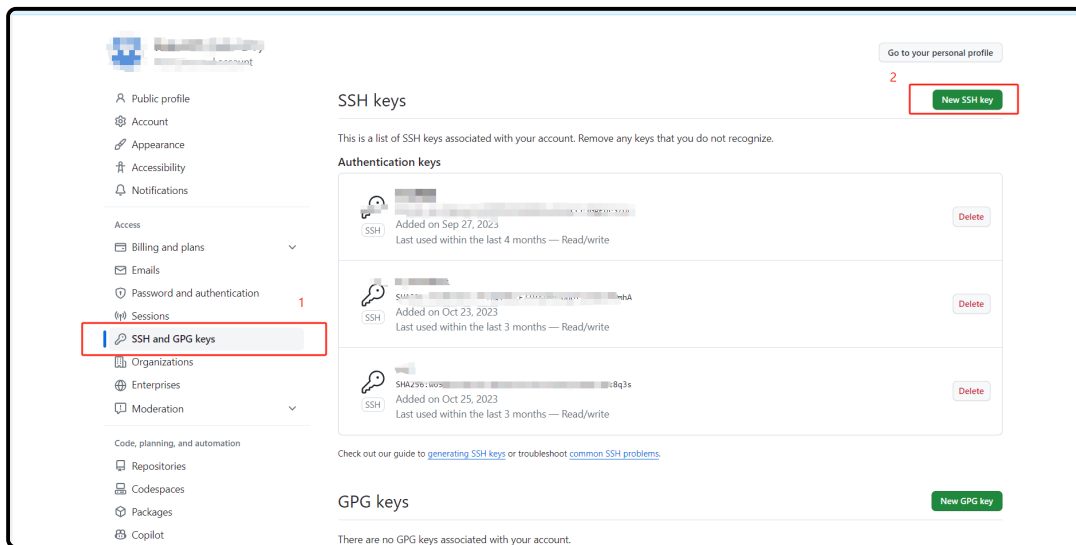 account
Go to your personal profile
2
Public profile
Account
Appearance
Accessibility
Notifications
Access
Billing and plans
Emails
Password and authentication
1
Sessions
SSH and GPG keys
Organizations
Enterprises
Moderation
Code, planning, and automation
Repositories
Codespaces
Packages
Copilot
SSH keys
New SSH key
This is a list of SSH keys associated with your account. Remove any keys that you do not recognize.
Authentication keys
SSH
Added on Sep 27, 2023
Last used within the last 4 months — Read/write
Delete
SSH
Added on Oct 23, 2023
Last used within the last 3 months — Read/write
Delete
SHA256:
SSH
Added on Oct 25, 2023
Last used within the last 3 months — Read/write
Delete
Check out our guide to generating SSH keys or troubleshoot common SSH problems.
GPG keys
New GPG key
There are no GPG keys associated with your account.